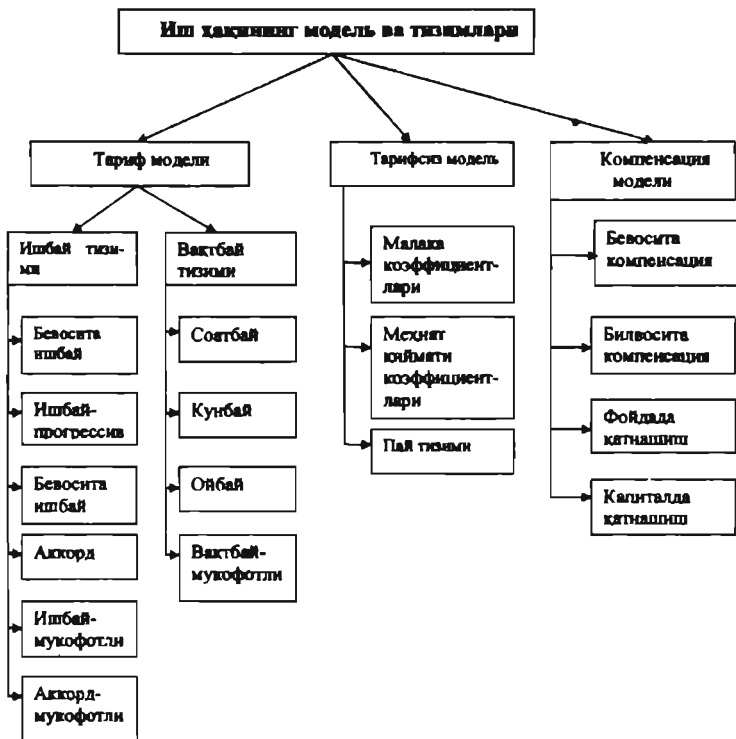 Иш ҳақининг модель ва тизимлари
Тариф модели
Тарифсиз модель
Компенсация
модели
Ишбай тизи-
ми
Вактбай
тизими
Бевосита
ишбай
Ишбай-
прогрессив
Бевосита
ишбай
Аккорд
Ишбай-
мукофотли
Аккорд-
мукофотли
Соатбай
Кунбай
Ойбай
Вактбай-
мукофотли
Малака
коэффициент-
лари
Меҳнат
қиймати
коэффициент-
лари
Пай тизими
Бевосита
компенсация
Билвосита
компенсация
Фойдада
қатнашиш
Капиталда
қатнашиш